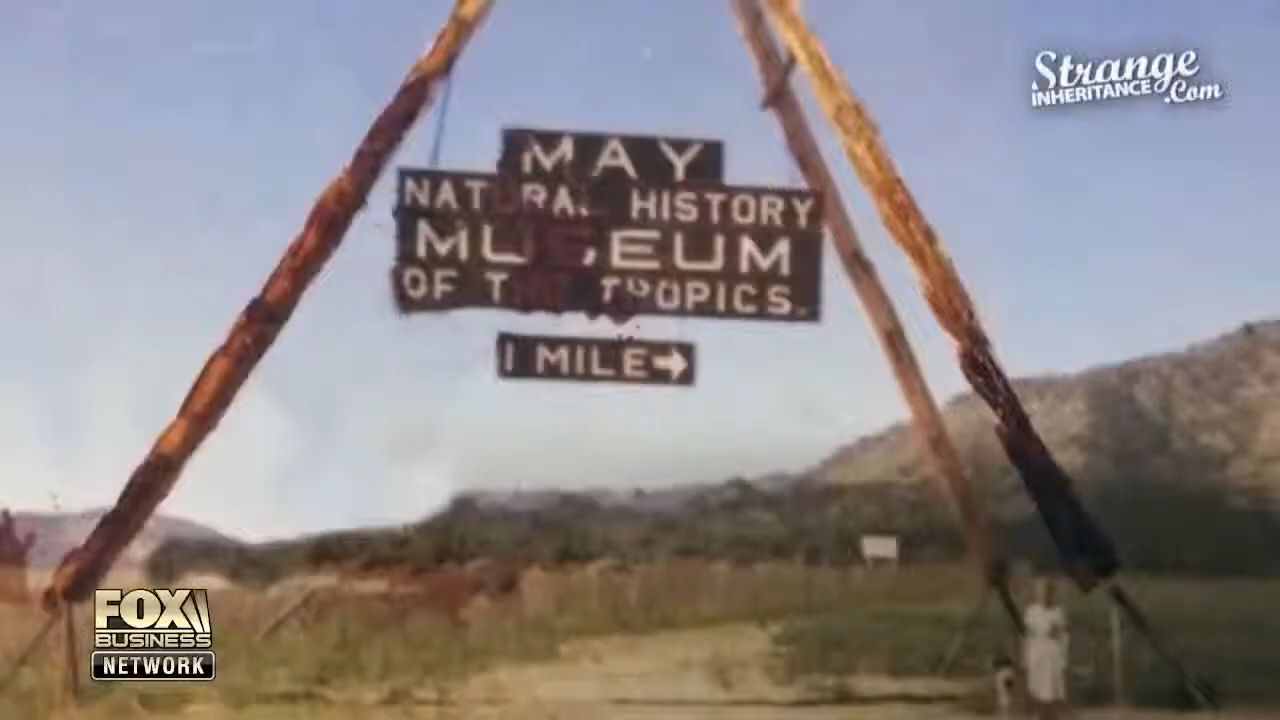 Strange
INHERITANCE.Com
MAY
NATURAL HISTORY
MUSEUM
OF THE TROPICS.
1 MILE→
FOX
BUSINESS
NETWORK